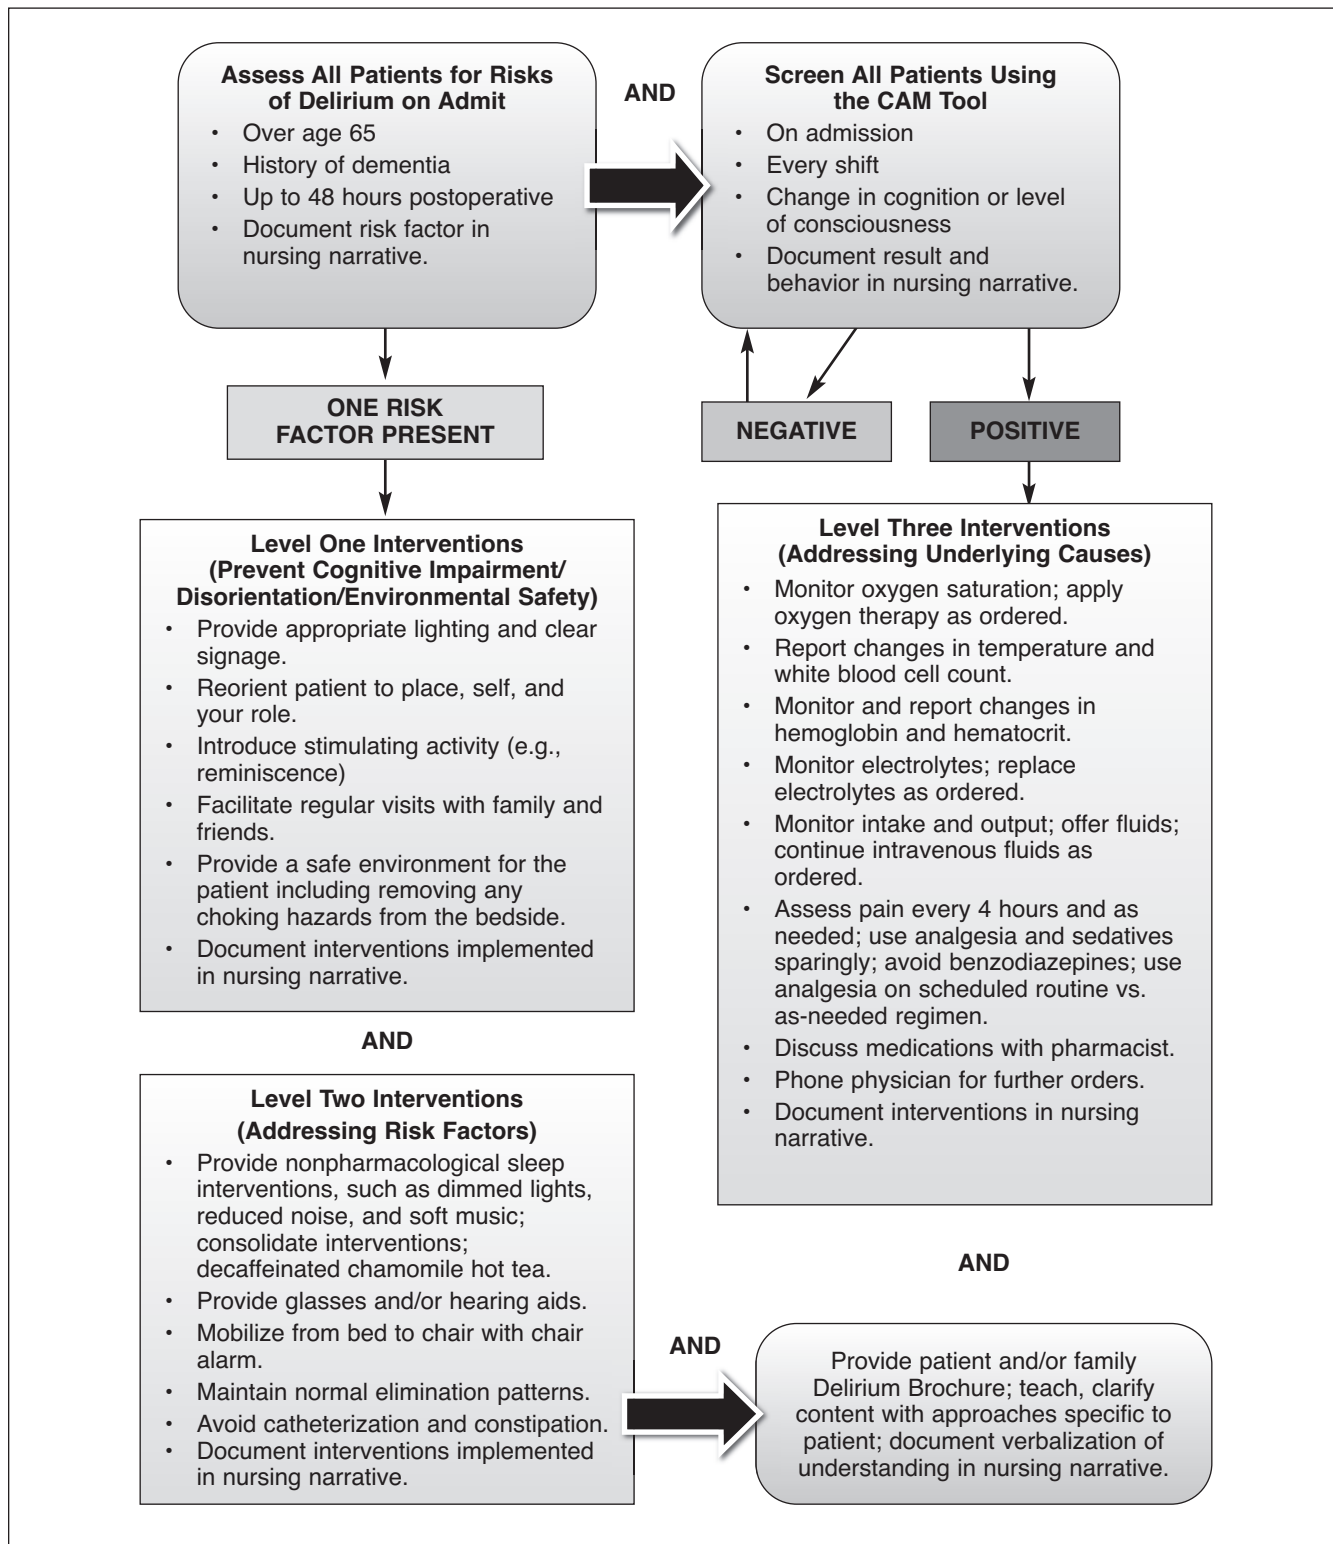 Assess All Patients for Risks
of Delirium on Admit
• Over age 65
• History of dementia
• Up to 48 hours postoperative
• Document risk factor in
nursing narrative.
AND
Screen All Patients Using
the CAM Tool
• On admission
• Every shift
• Change in cognition or level
of consciousness
• Document result and
behavior in nursing narrative.
ONE RISK
FACTOR PRESENT
NEGATIVE
POSITIVE
Level One Interventions
(Prevent Cognitive Impairment/
Disorientation/Environmental Safety)
• Provide appropriate lighting and clear
signage.
• Reorient patient to place, self, and
your role.
• Introduce stimulating activity (e.g.,
reminiscence)
• Facilitate regular visits with family and
friends.
• Provide a safe environment for the
patient including removing any
choking hazards from the bedside.
• Document interventions implemented
in nursing narrative.
AND
Level Two Interventions
(Addressing Risk Factors)
• Provide nonpharmacological sleep
interventions, such as dimmed lights,
reduced noise, and soft music;
consolidate interventions;
decaffeinated chamomile hot tea.
• Provide glasses and/or hearing aids.
• Mobilize from bed to chair with chair
alarm.
• Maintain normal elimination patterns.
• Avoid catheterization and constipation.
• Document interventions implemented
in nursing narrative.
Level Three Interventions
(Addressing Underlying Causes)
• Monitor oxygen saturation; apply
oxygen therapy as ordered.
• Report changes in temperature and
white blood cell count.
• Monitor and report changes in
hemoglobin and hematocrit.
• Monitor electrolytes; replace
electrolytes as ordered.
• Monitor intake and output; offer fluids;
continue intravenous fluids as
ordered.
• Assess pain every 4 hours and as
needed; use analgesia and sedatives
sparingly; avoid benzodiazepines; use
analgesia on scheduled routine vs.
as-needed regimen.
• Discuss medications with pharmacist.
• Phone physician for further orders.
• Document interventions in nursing
narrative.
AND
AND
Provide patient and/or family
Delirium Brochure; teach, clarify
content with approaches specific to
patient; document verbalization of
understanding in nursing narrative.